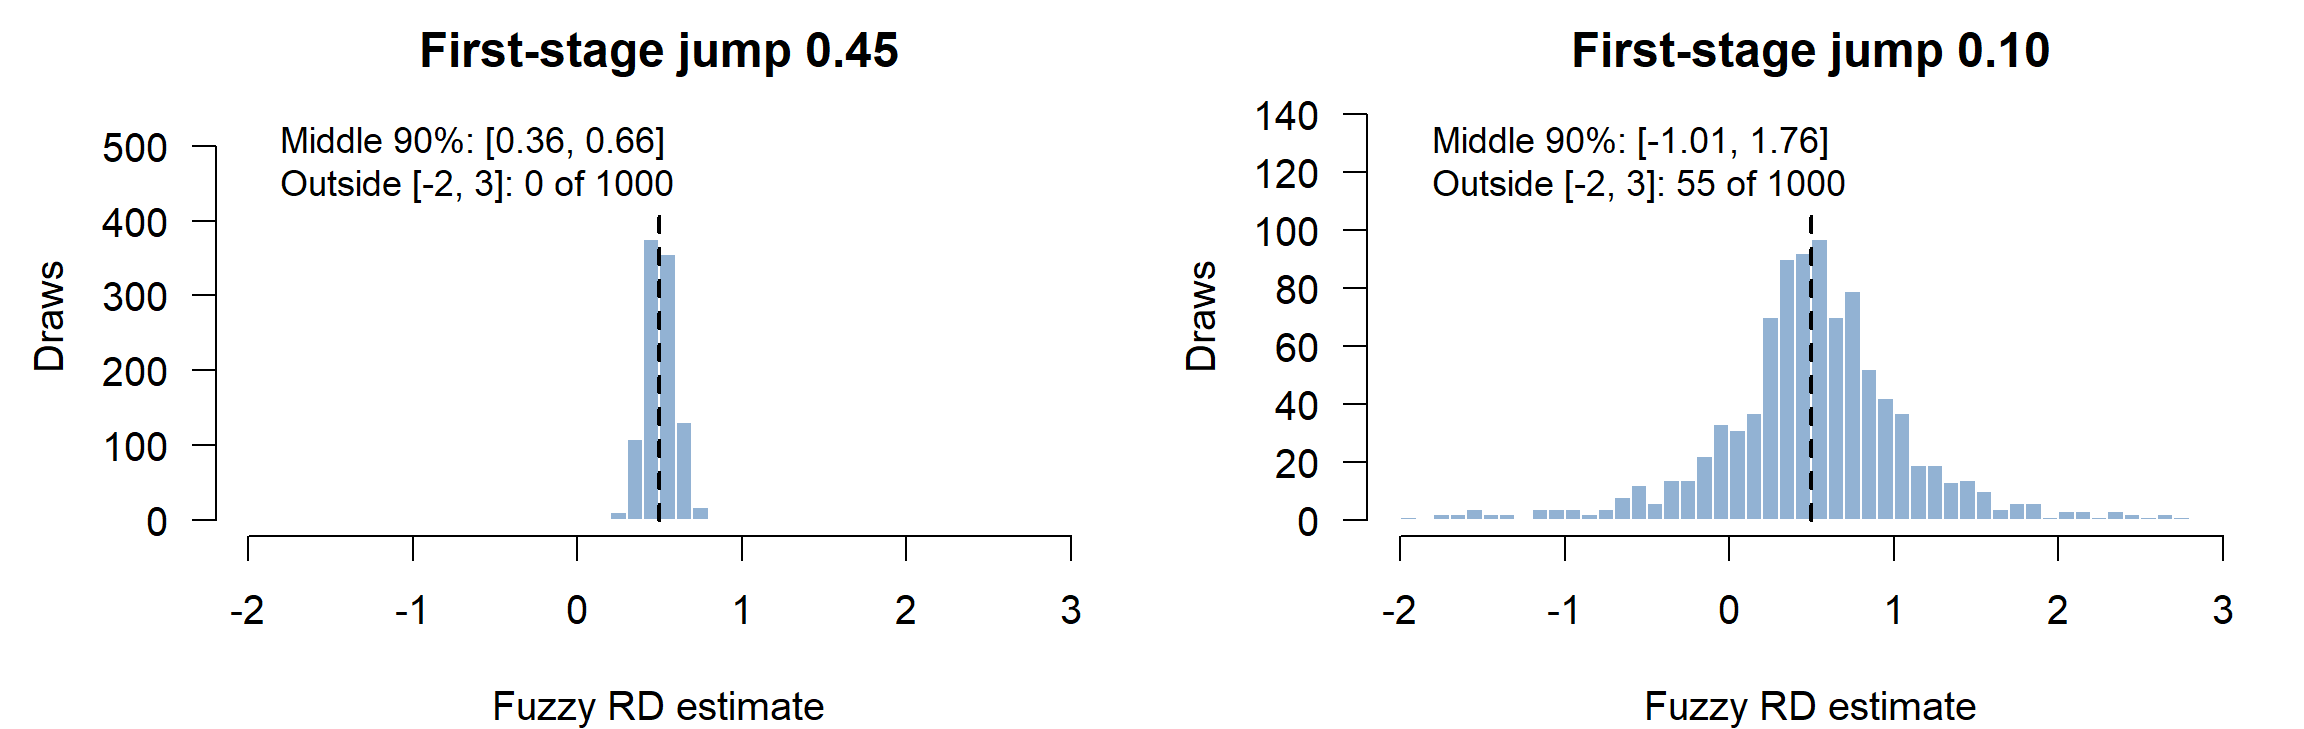 First-stage jump 0.45
Middle 90%: [0.36, 0.66]
Outside [-2, 3]: 0 of 1000
500
400
300
200
100
0
Draws
-2 -1 0 1 2 3
Fuzzy RD estimate
First-stage jump 0.10
Middle 90%: [-1.01, 1.76]
Outside [-2, 3]: 55 of 1000
140
120
100
80
60
40
20
0
Draws
-2 -1 0 1 2 3
Fuzzy RD estimate